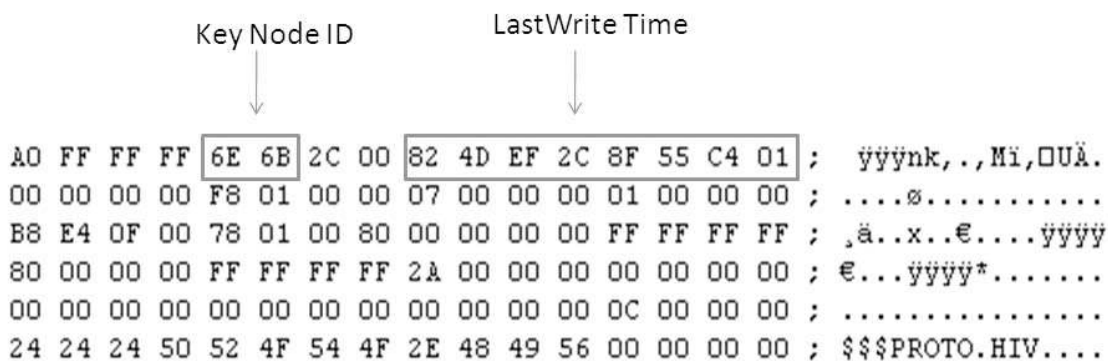 Key Node ID LastWrite Time
A0 FF FF FF 6E 6B 2C 00 82 4D EF 2C 8F 55 C4 01 ; ÿÿÿnk,.‚Mï,□UÄ.
00 00 00 00 F8 01 00 00 07 00 00 00 01 00 00 00 ; ....ø...........
B8 E4 0F 00 78 01 00 80 00 00 00 00 FF FF FF FF ; ¸ä..x..€....ÿÿÿÿ
80 00 00 00 FF FF FF FF 2A 00 00 00 00 00 00 00 ; €...ÿÿÿÿ*.......
00 00 00 00 00 00 00 00 00 00 00 00 0C 00 00 00 ; ................
24 24 24 50 52 4F 54 4F 2E 48 49 56 00 00 00 00 ; $$$PROTO.HIV....